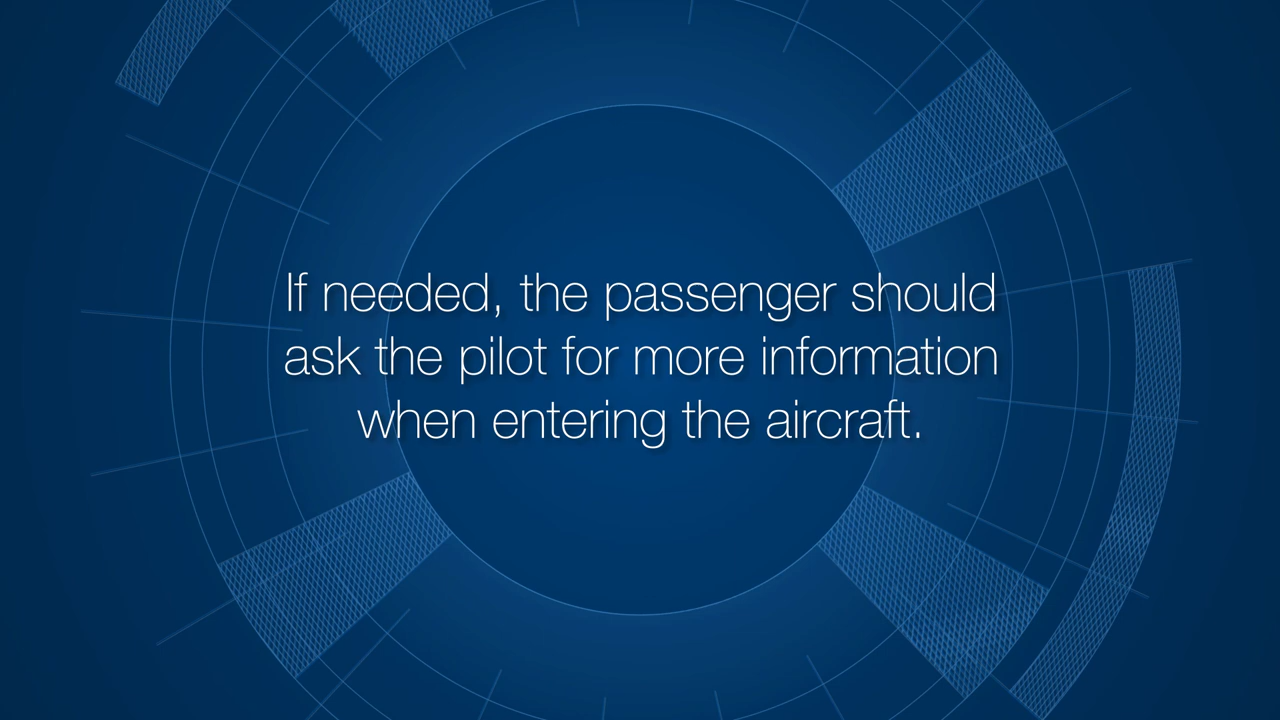 If needed, the passenger should
ask the pilot for more information
when entering the aircraft.